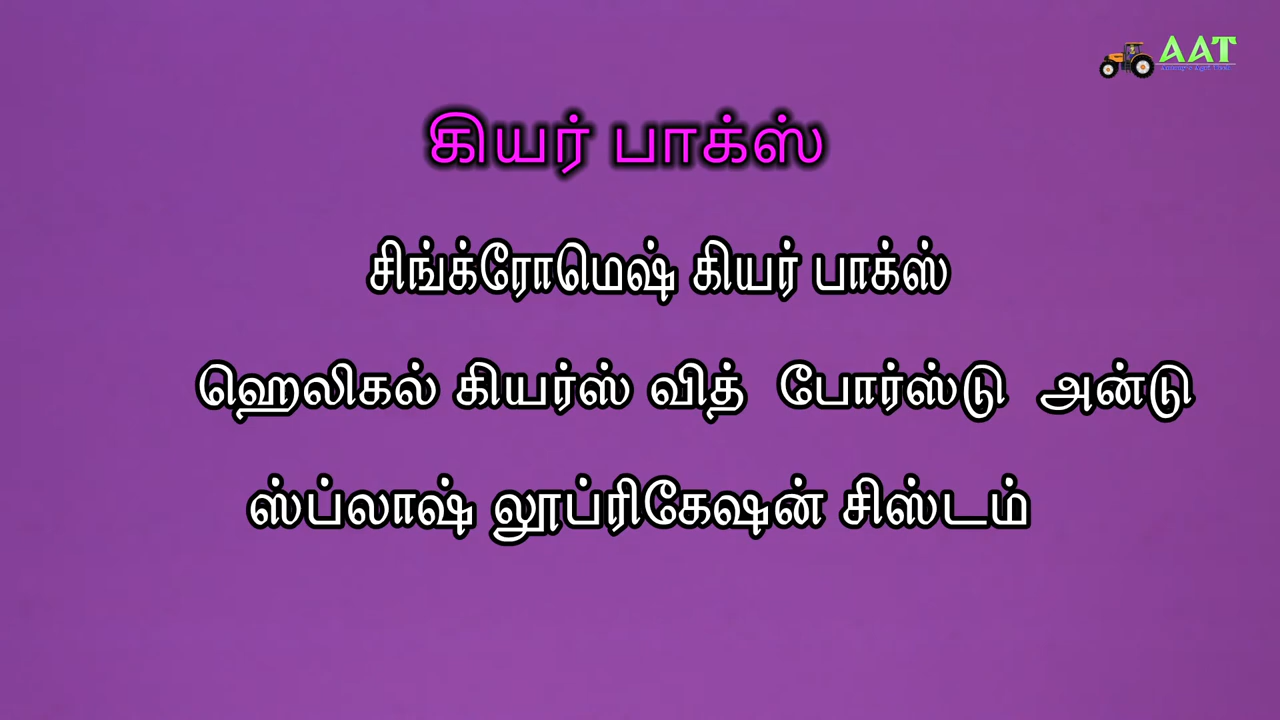 AAT
கியர் பாக்ஸ்
சிங்க்ரோமெஷ் கியர் பாக்ஸ்
ஹெலிகல் கியர்ஸ் வித் போர்ஸ்டு அன்டு
ஸ்ப்லாஷ் லூப்ரிகேஷன் சிஸ்டம்